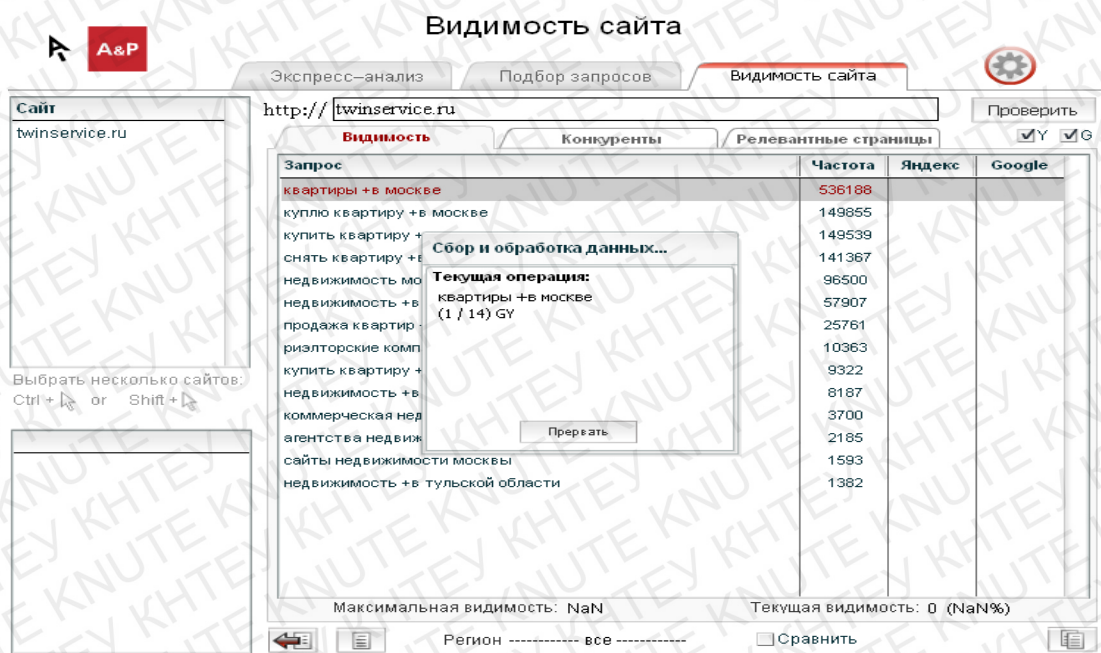 Видимость сайта
A&P
Экспресс–анализ
Подбор запросов
Видимость сайта
Сайт
twinservice.ru
http:// twinservice.ru
Проверить
Видимость
Конкуренты
Релевантные страницы
Y G
Запрос Частота Яндекс Google
квартиры +в москве 536188
куплю квартиру +в москве 149855
купить квартиру + 149539
снять квартиру +в 141367
недвижимость мо 96500
недвижимость +в 57907
продажа квартир 25761
риэлторские комп 10363
купить квартиру + 9322
недвижимость +в 8187
коммерческая нед 3700
агентства недвиж 2185
сайты недвижимости москвы 1593
недвижимость +в тульской области 1382
Сбор и обработка данных...
Текущая операция:
квартиры +в москве
(1 / 14) GY
Прервать
Выбрать несколько сайтов:
Ctrl + or Shift +
Максимальная видимость: NaN
Текущая видимость: 0 (NaN%)
Регион ------------ все ------------
Сравнить
KNUTE KHTEY